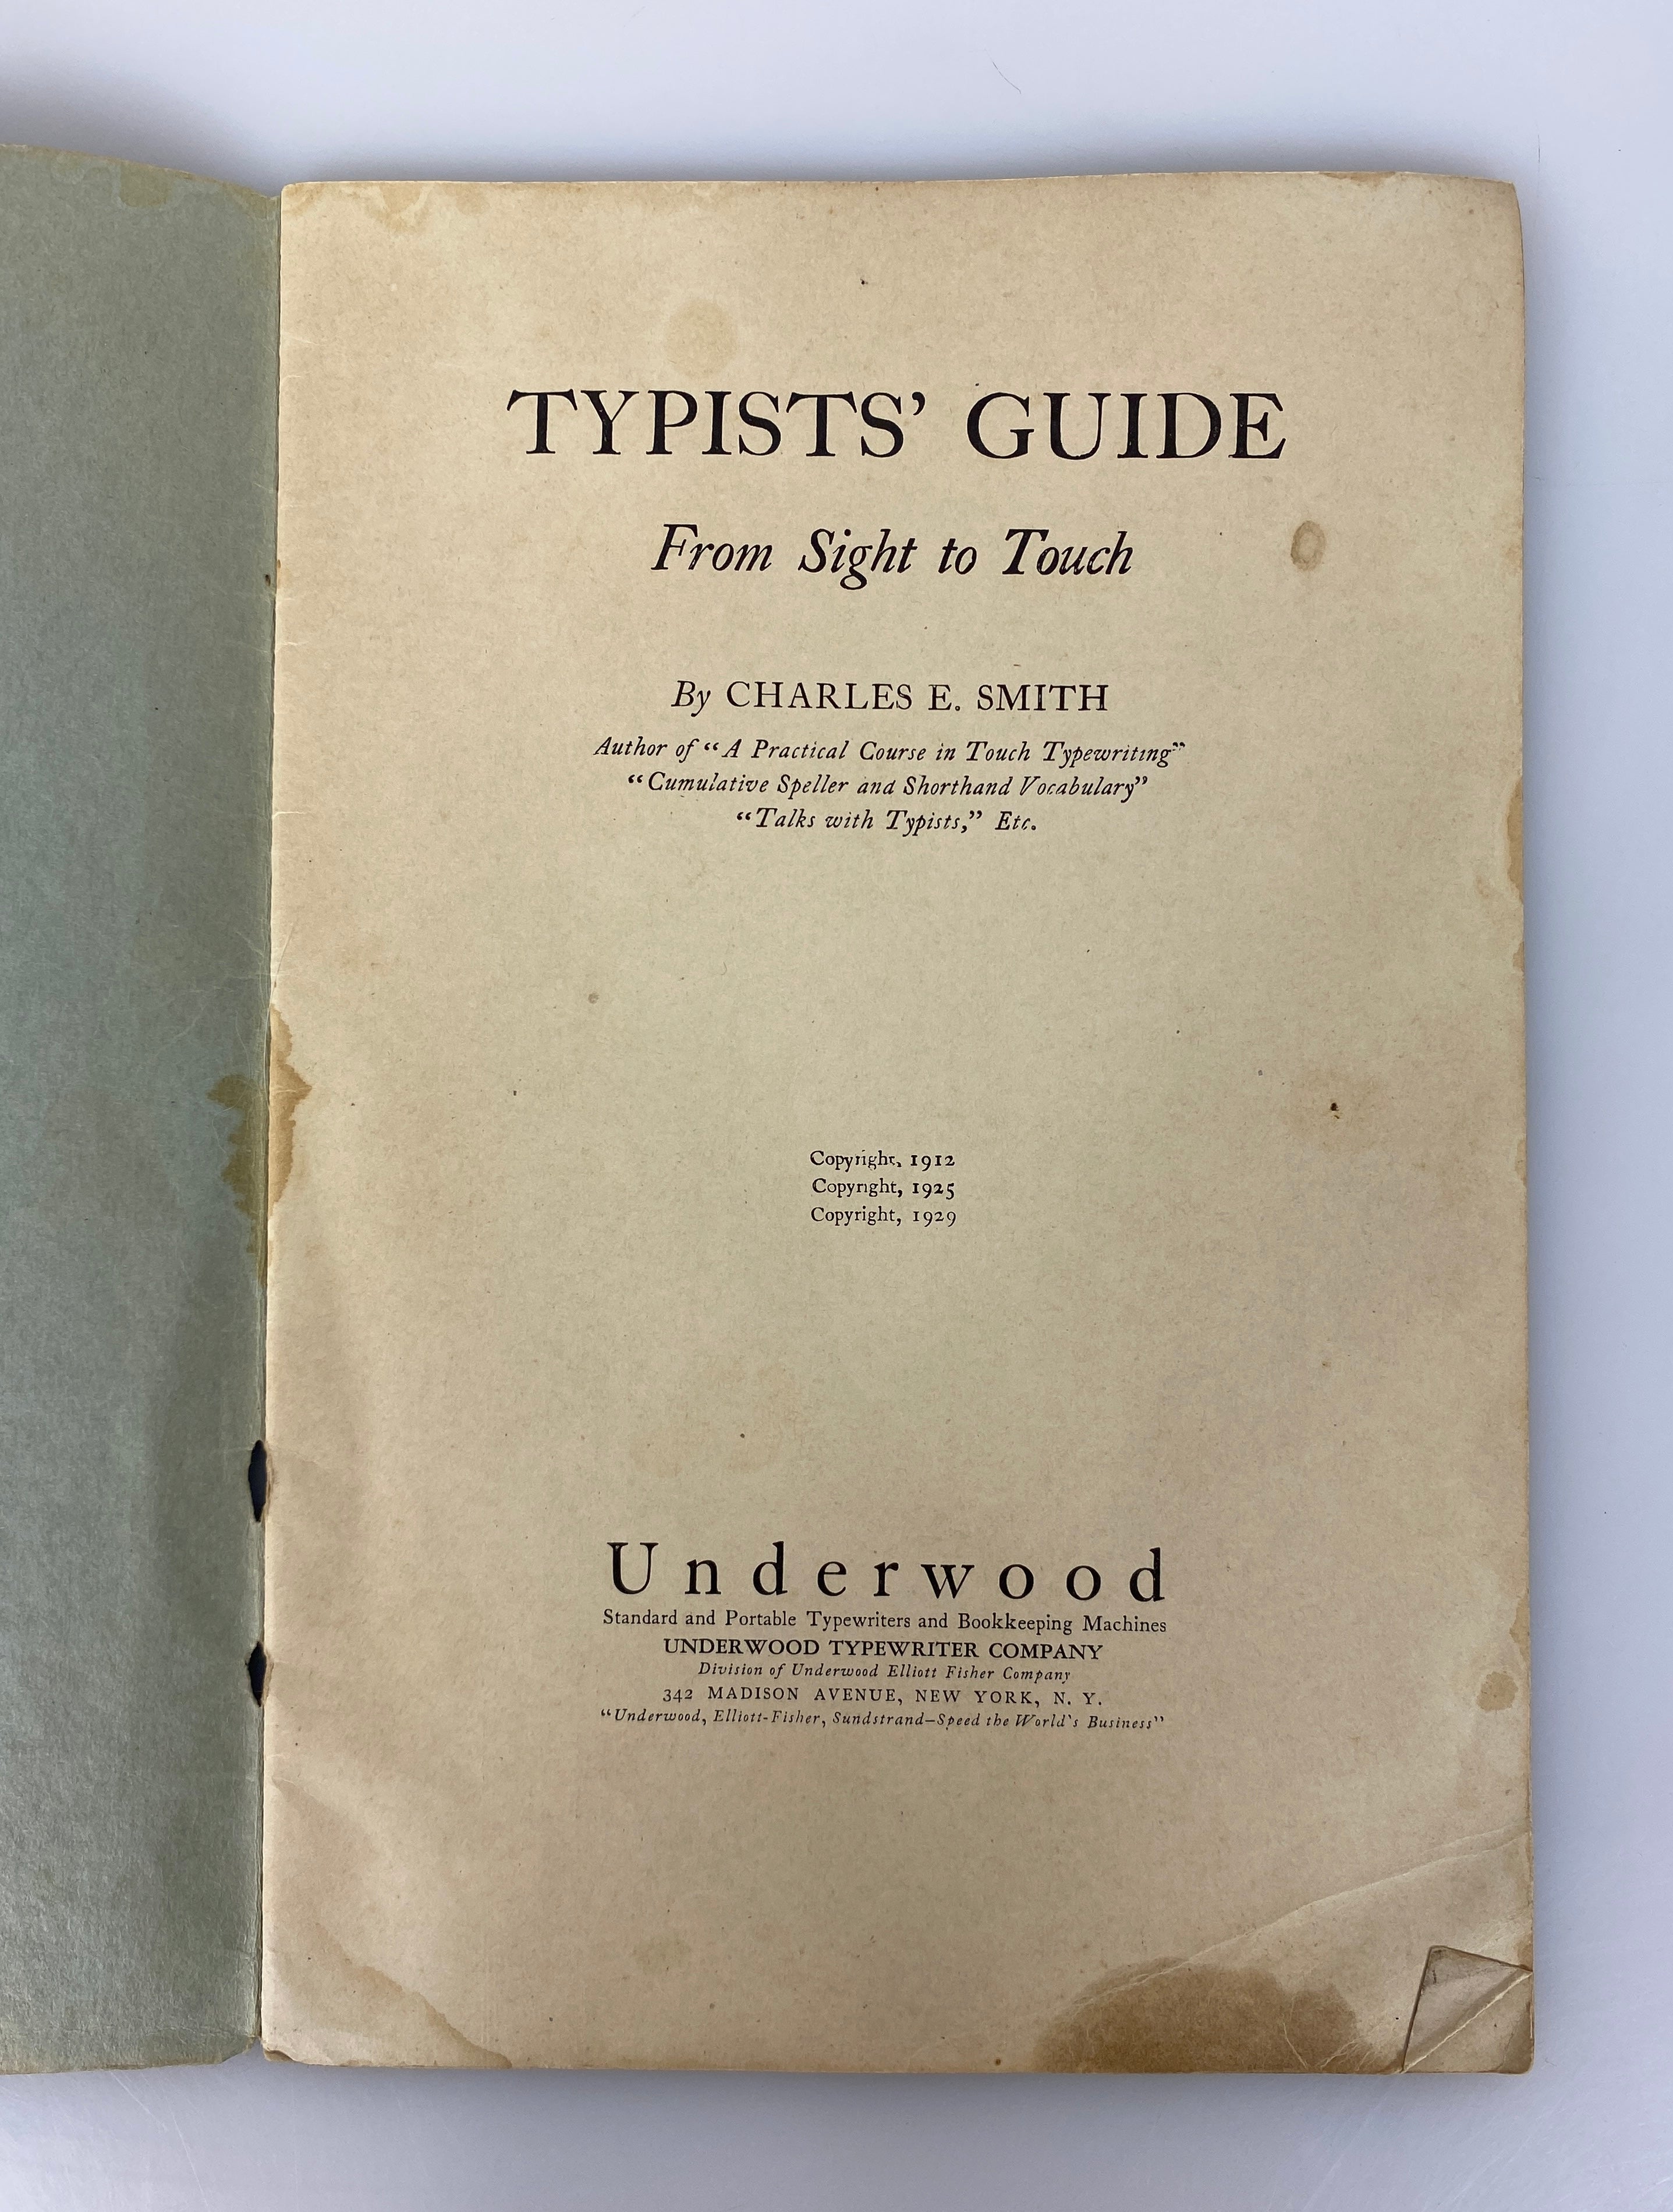 TYPISTS’ GUIDE
From Sight to Touch
By CHARLES E. SMITH
Author of “A Practical Course in Touch Typewriting”
“Cumulative Speller and Shorthand Vocabulary”
“Talks with Typists,” Etc.
Copyright, 1912
Copyright, 1925
Copyright, 1929
Underwood
Standard and Portable Typewriters and Bookkeeping Machines
UNDERWOOD TYPEWRITER COMPANY
Division of Underwood Elliott Fisher Company
342 MADISON AVENUE, NEW YORK, N. Y.
“Underwood, Elliott-Fisher, Sundstrand—Speed the World’s Business”